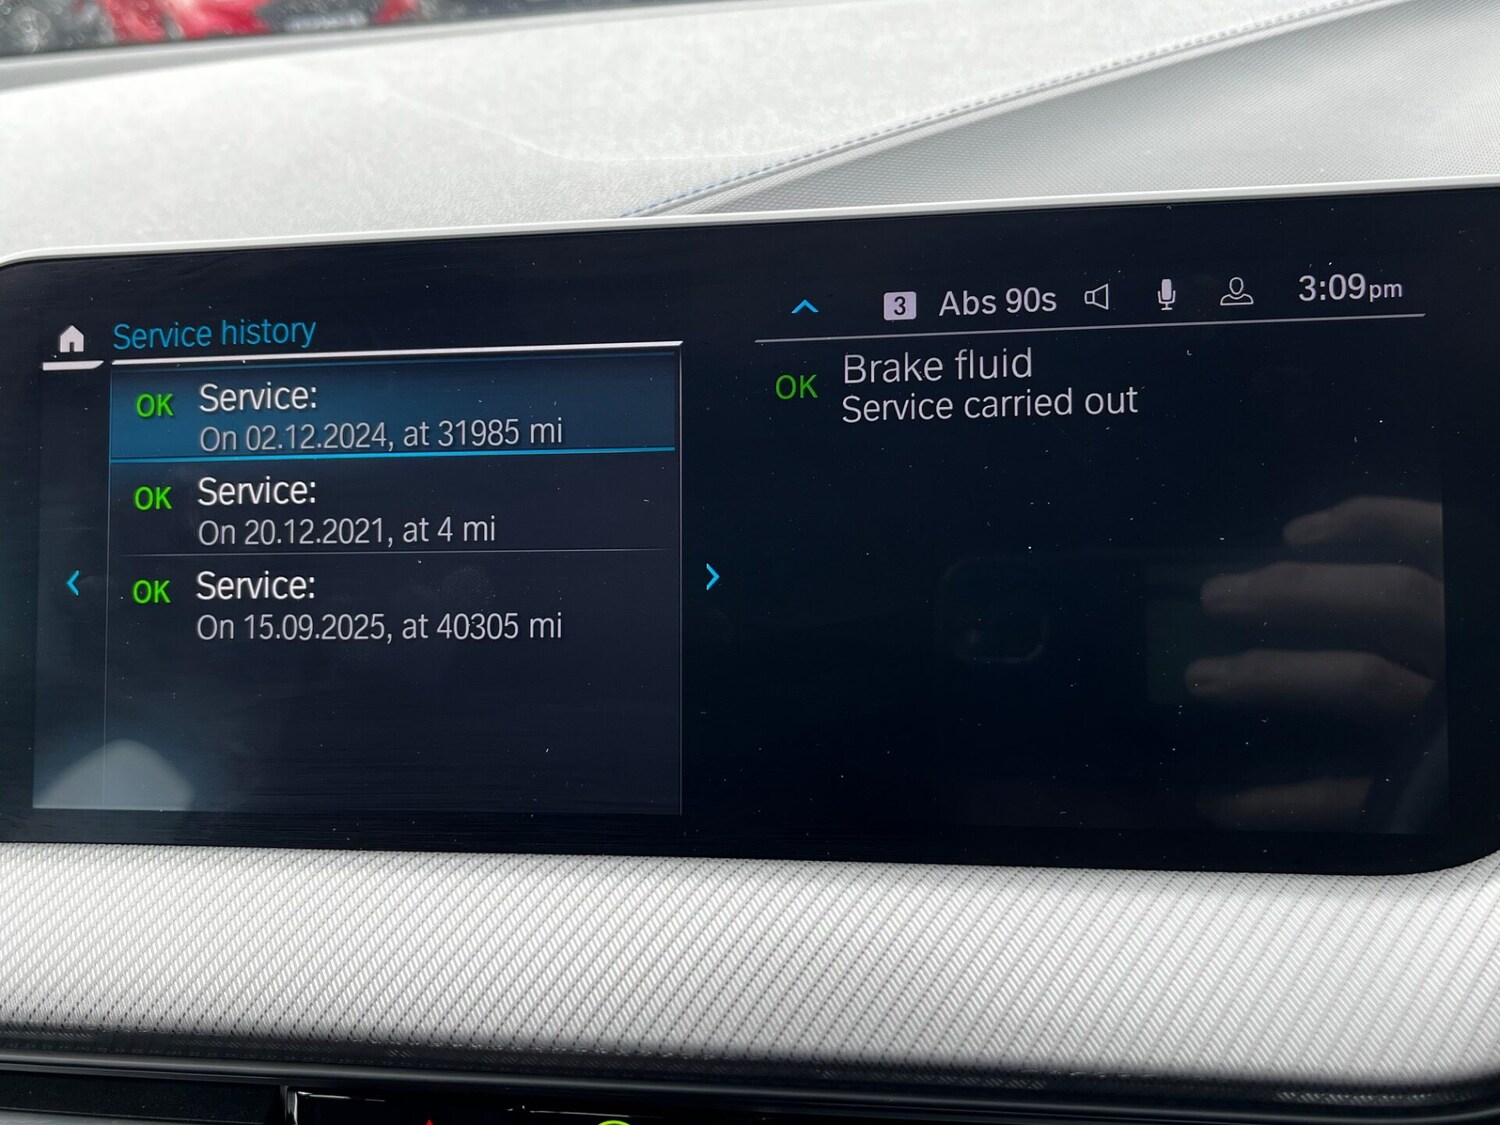 Service history
OK Service:
On 02.12.2024, at 31985 mi
OK Service:
On 20.12.2021, at 4 mi
OK Service:
On 15.09.2025, at 40305 mi
3 Abs 90s 3:09pm
OK Brake fluid
Service carried out